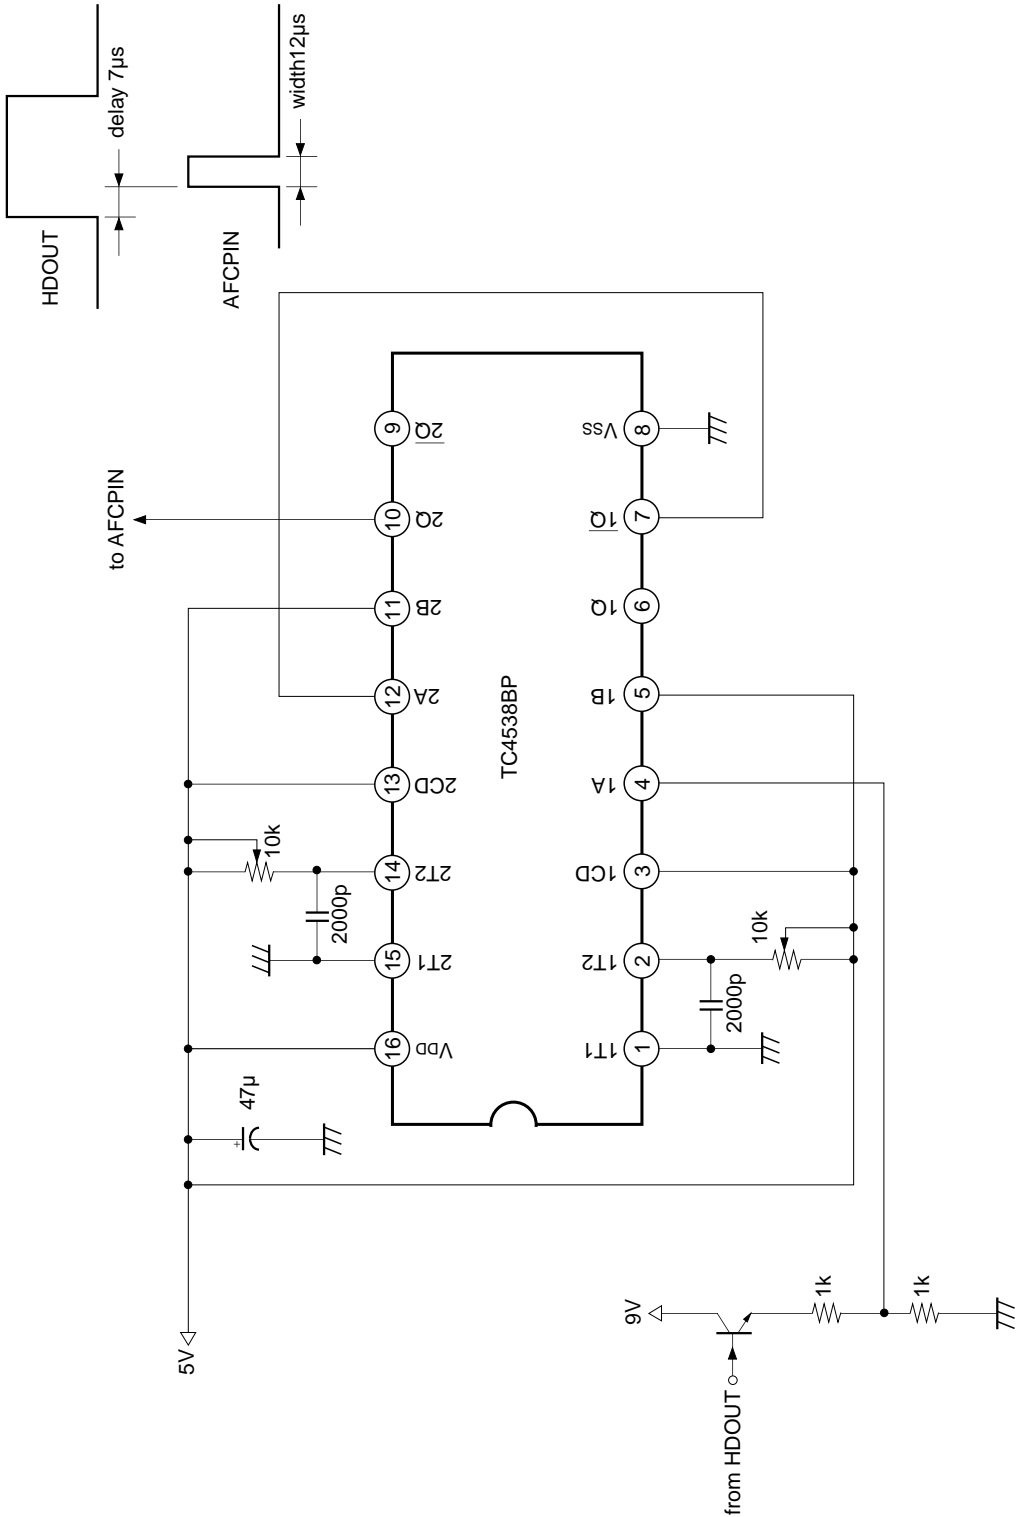 HDOUT
delay 7µs
AFCPIN
width12µs
to AFCPIN
9
2Q
10
2Q
11
2B
12
2A
13
2CD
14
2T2
15
2T1
16
VDD
8
VSS
7
1Q
6
1Q
5
1B
4
1A
3
1CD
2
1T2
1
1T1
TC4538BP
10k
2000p
47µ
+
5V
10k
2000p
9V
1k
1k
from HDOUT